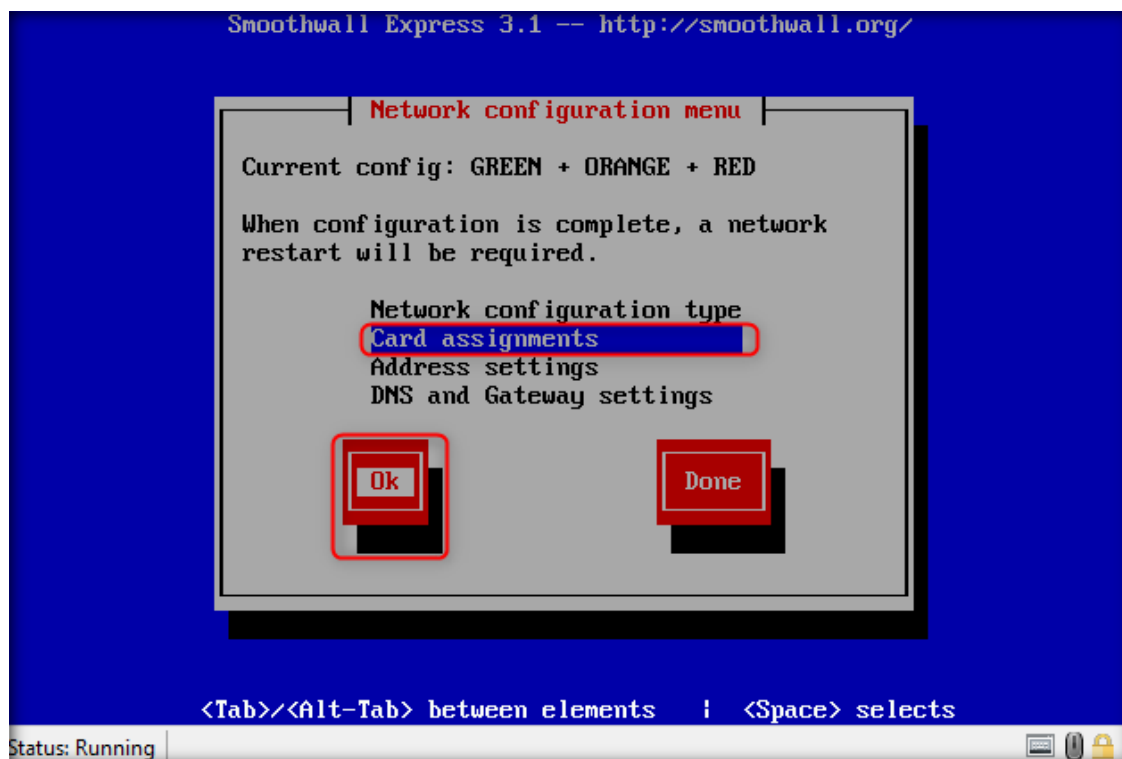 Smoothwall Express 3.1 -- http://smoothwall.org/
Network configuration menu
Current config: GREEN + ORANGE + RED
When configuration is complete, a network
restart will be required.
Network configuration type
Card assignments
Address settings
DNS and Gateway settings
Ok Done
<Tab>/<Alt-Tab> between elements | <Space> selects
Status: Running